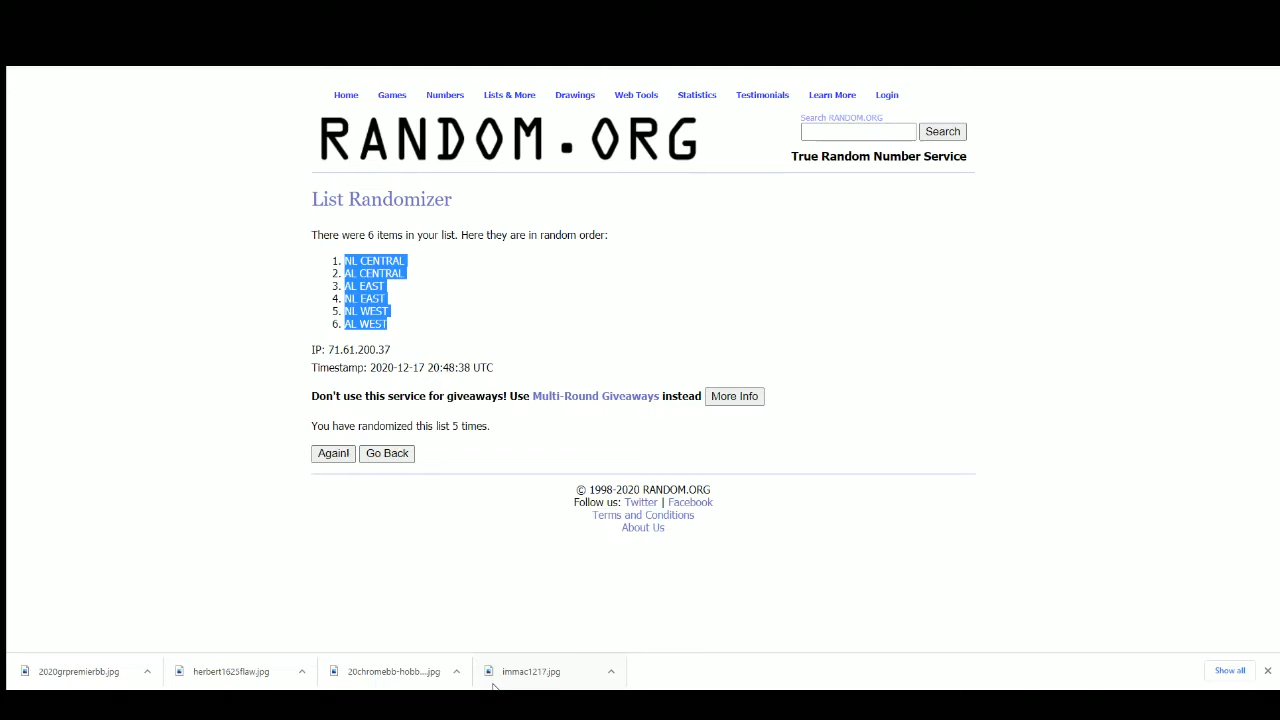 Home Games Numbers Lists & More Drawings Web Tools Statistics Testimonials Learn More Login
RANDOM.ORG
Search RANDOM.ORG
Search
True Random Number Service
List Randomizer
There were 6 items in your list. Here they are in random order:
1. NL CENTRAL
2. AL CENTRAL
3. AL EAST
4. NL EAST
5. NL WEST
6. AL WEST
IP: 71.61.200.37
Timestamp: 2020-12-17 20:48:38 UTC
Don't use this service for giveaways! Use Multi-Round Giveaways instead More Info
You have randomized this list 5 times.
Again! Go Back
© 1998-2020 RANDOM.ORG
Follow us: Twitter | Facebook
Terms and Conditions
About Us
2020grpremierbb.jpg herbert1625flaw.jpg 20chromebb-hobb....jpg immac1217.jpg Show all